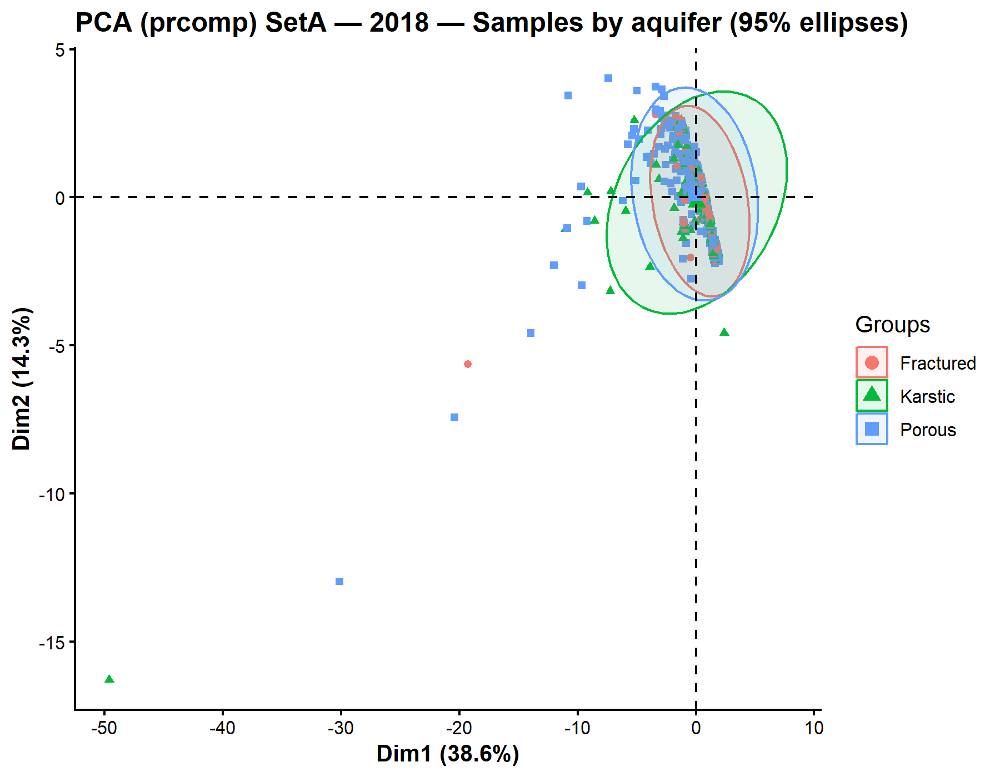 PCA (prcomp) SetA — 2018 — Samples by aquifer (95% ellipses)
5
0
-5
-10
-15
Dim2 (14.3%)
-50
-40
-30
-20
-10
0
10
Dim1 (38.6%)
Groups
Fractured
Karstic
Porous